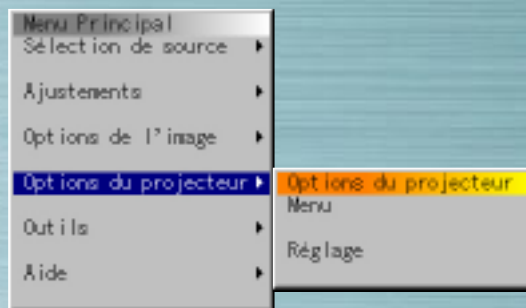 Menu Principal
Sélection de source
Ajustements
Options de l'image
Options du projecteur
Outils
Aide
Options du projecteur
Menu
Réglage